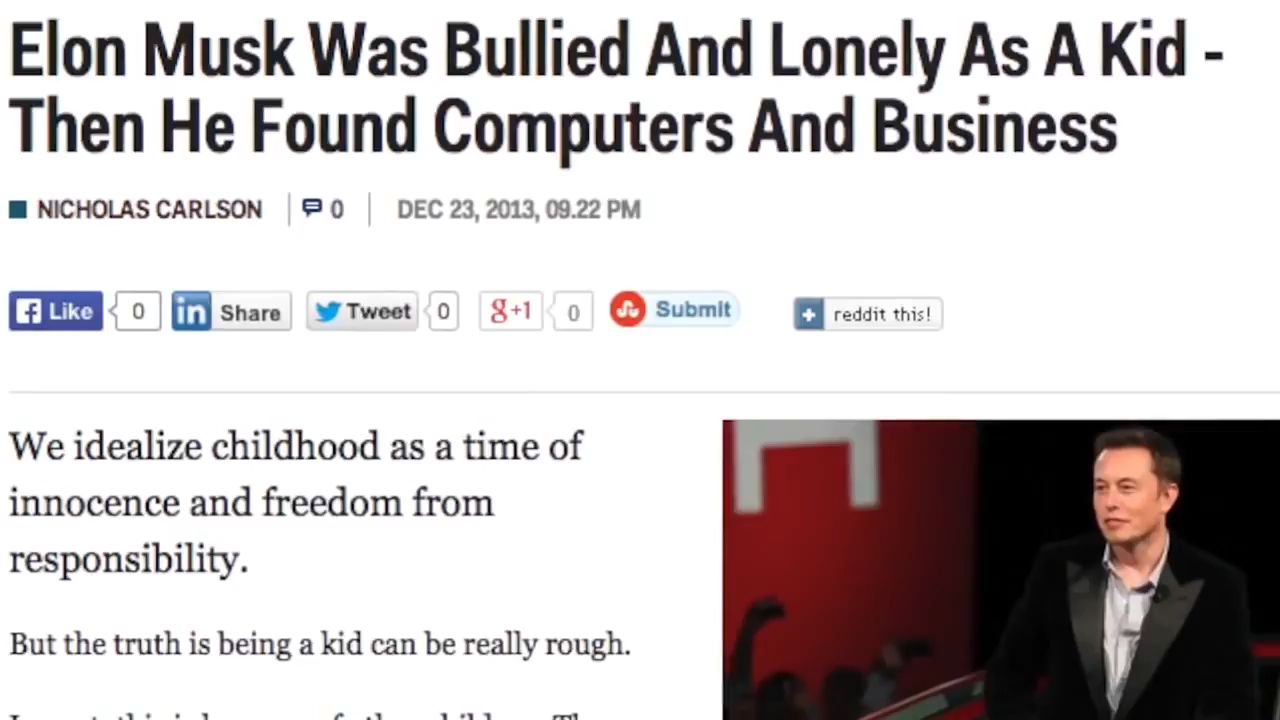 Elon Musk Was Bullied And Lonely As A Kid -
Then He Found Computers And Business
NICHOLAS CARLSON 0 DEC 23, 2013, 09.22 PM
Like 0 in Share Tweet 0 g+1 0 Submit reddit this!
We idealize childhood as a time of
innocence and freedom from
responsibility.
But the truth is being a kid can be really rough.